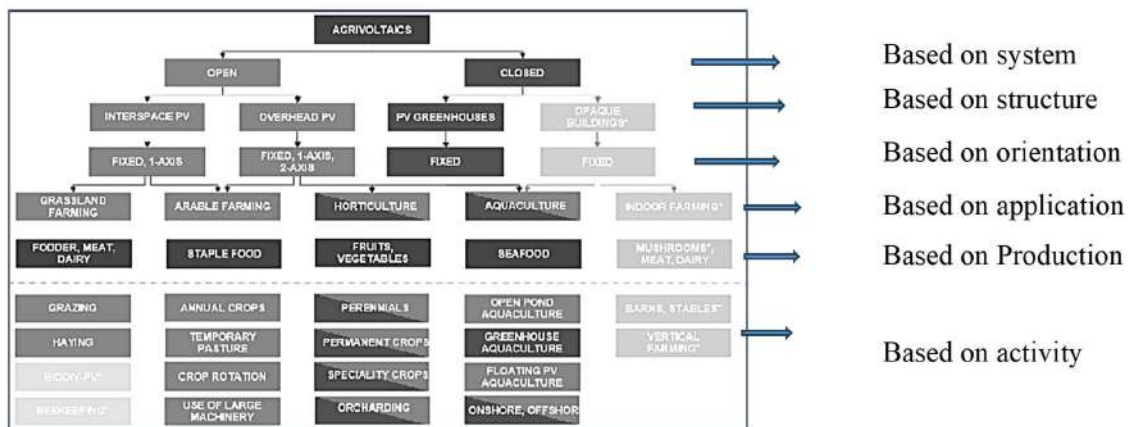 AGRIVOLTAICS
OPEN
CLOSED
Based on system
INTERSPACE PV
OVERHEAD PV
PV GREENHOUSES
OPAQUE
BUILDINGS*
Based on structure
FIXED, 1-AXIS
FIXED, 1-AXIS,
2-AXIS
FIXED
FIXED
Based on orientation
GRASSLAND
FARMING
ARABLE FARMING
HORTICULTURE
AQUACULTURE
INDOOR FARMING*
Based on application
FODDER, MEAT,
DAIRY
STAPLE FOOD
FRUITS,
VEGETABLES
SEAFOOD
MUSHROOMS*,
MEAT, DAIRY
Based on Production
GRAZING
ANNUAL CROPS
PERENNIALS
OPEN POND
AQUACULTURE
BARNS, STABLES*
HAYING
TEMPORARY
PASTURE
PERMANENT CROPS
GREENHOUSE
AQUACULTURE
VERTICAL
FARMING*
Based on activity
BIODIV-PV*
CROP ROTATION
SPECIALITY CROPS
FLOATING PV
AQUACULTURE
BEEKEEPING*
USE OF LARGE
MACHINERY
ORCHARDING
ONSHORE, OFFSHOR